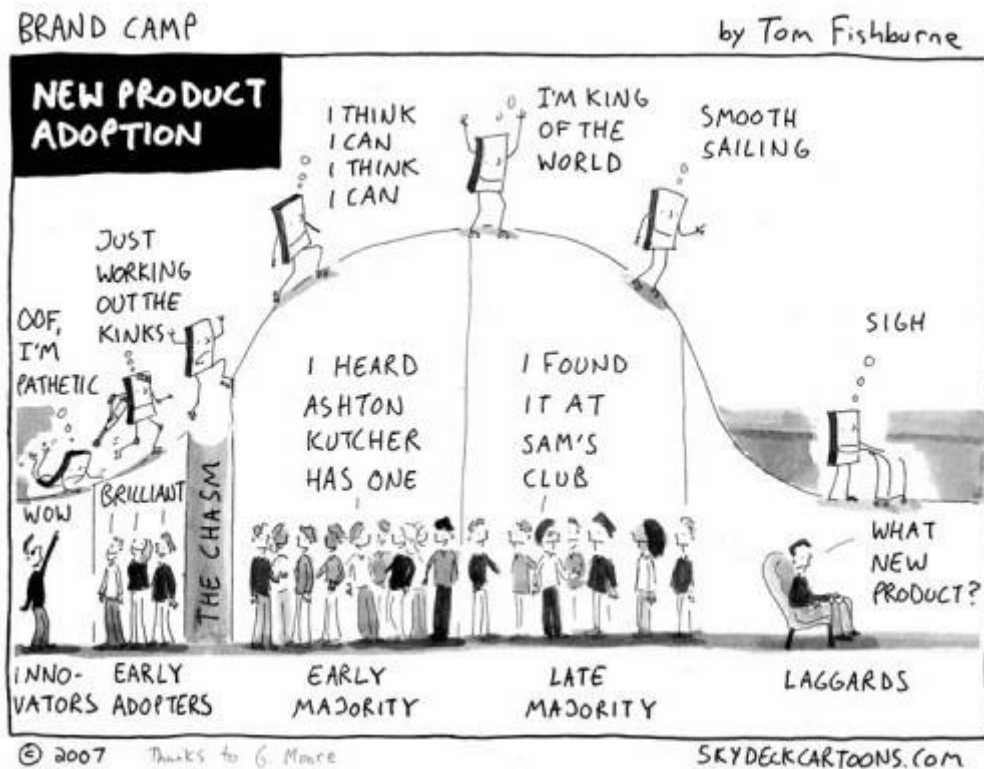 BRAND CAMP
by Tom Fishburne
NEW PRODUCT
ADOPTION
OOF,
I'M
PATHETIC
JUST
WORKING
OUT THE
KINKS
I THINK
I CAN
I THINK
I CAN
I'M KING
OF THE
WORLD
SMOOTH
SAILING
SIGH
WOW
BRILLIANT
THE CHASM
I HEARD
ASHTON
KUTCHER
HAS ONE
I FOUND
IT AT
SAM'S
CLUB
WHAT
NEW
PRODUCT?
INNO-
VATORS
EARLY
ADOPTERS
EARLY
MAJORITY
LATE
MAJORITY
LAGGARDS
© 2007
Thanks to G. Moore
SKYDECKCARTOONS.COM